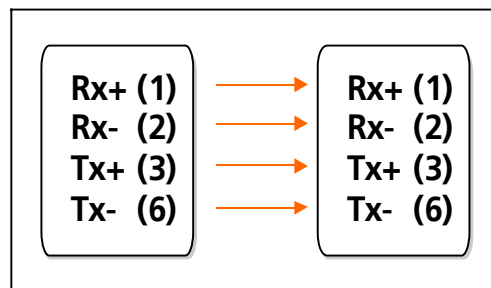 Rx+ (1)
Rx- (2)
Tx+ (3)
Tx- (6)
Rx+ (1)
Rx- (2)
Tx+ (3)
Tx- (6)